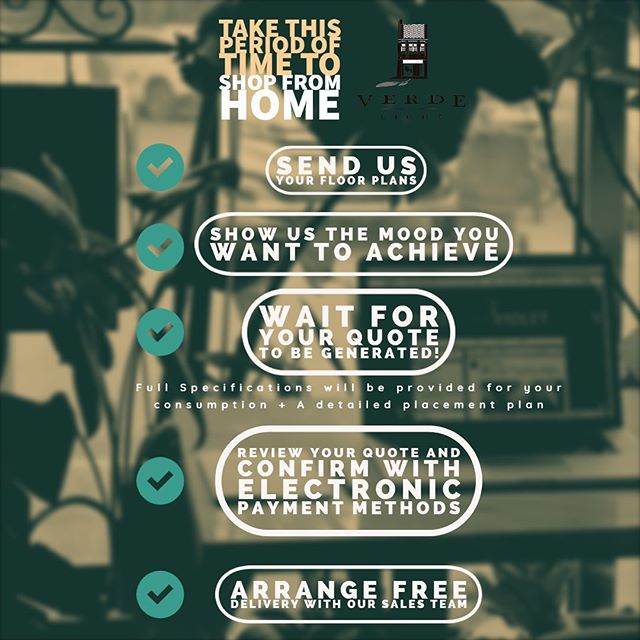 TAKE THIS
PERIOD OF
TIME TO
SHOP FROM
HOME
VERDE
LIGHT
SEND US
YOUR FLOOR PLANS
SHOW US THE MOOD YOU
WANT TO ACHIEVE
WAIT FOR
YOUR QUOTE
TO BE GENERATED!
Full Specifications will be provided for your
consumption + A detailed placement plan
REVIEW YOUR QUOTE AND
CONFIRM WITH
ELECTRONIC
PAYMENT METHODS
ARRANGE FREE
DELIVERY WITH OUR SALES TEAM